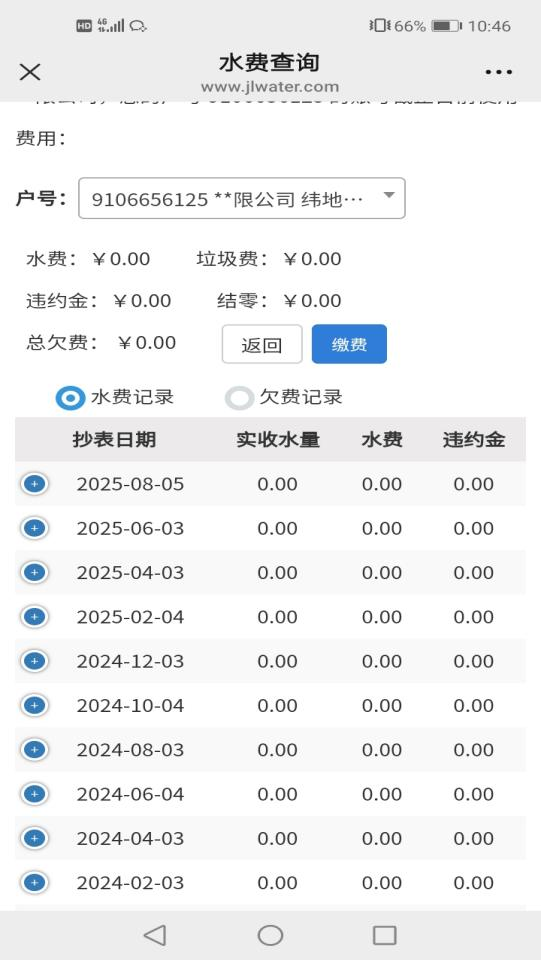 HD 4G 66% 10:46
水费查询
www.jlwater.com
费用：
户号： 9106656125 **限公司 纬地···
水费：￥0.00 垃圾费：￥0.00
违约金：￥0.00 结零：￥0.00
总欠费： ￥0.00 返回 缴费
水费记录 欠费记录
抄表日期 实收水量 水费 违约金
2025-08-05 0.00 0.00 0.00
2025-06-03 0.00 0.00 0.00
2025-04-03 0.00 0.00 0.00
2025-02-04 0.00 0.00 0.00
2024-12-03 0.00 0.00 0.00
2024-10-04 0.00 0.00 0.00
2024-08-03 0.00 0.00 0.00
2024-06-04 0.00 0.00 0.00
2024-04-03 0.00 0.00 0.00
2024-02-03 0.00 0.00 0.00